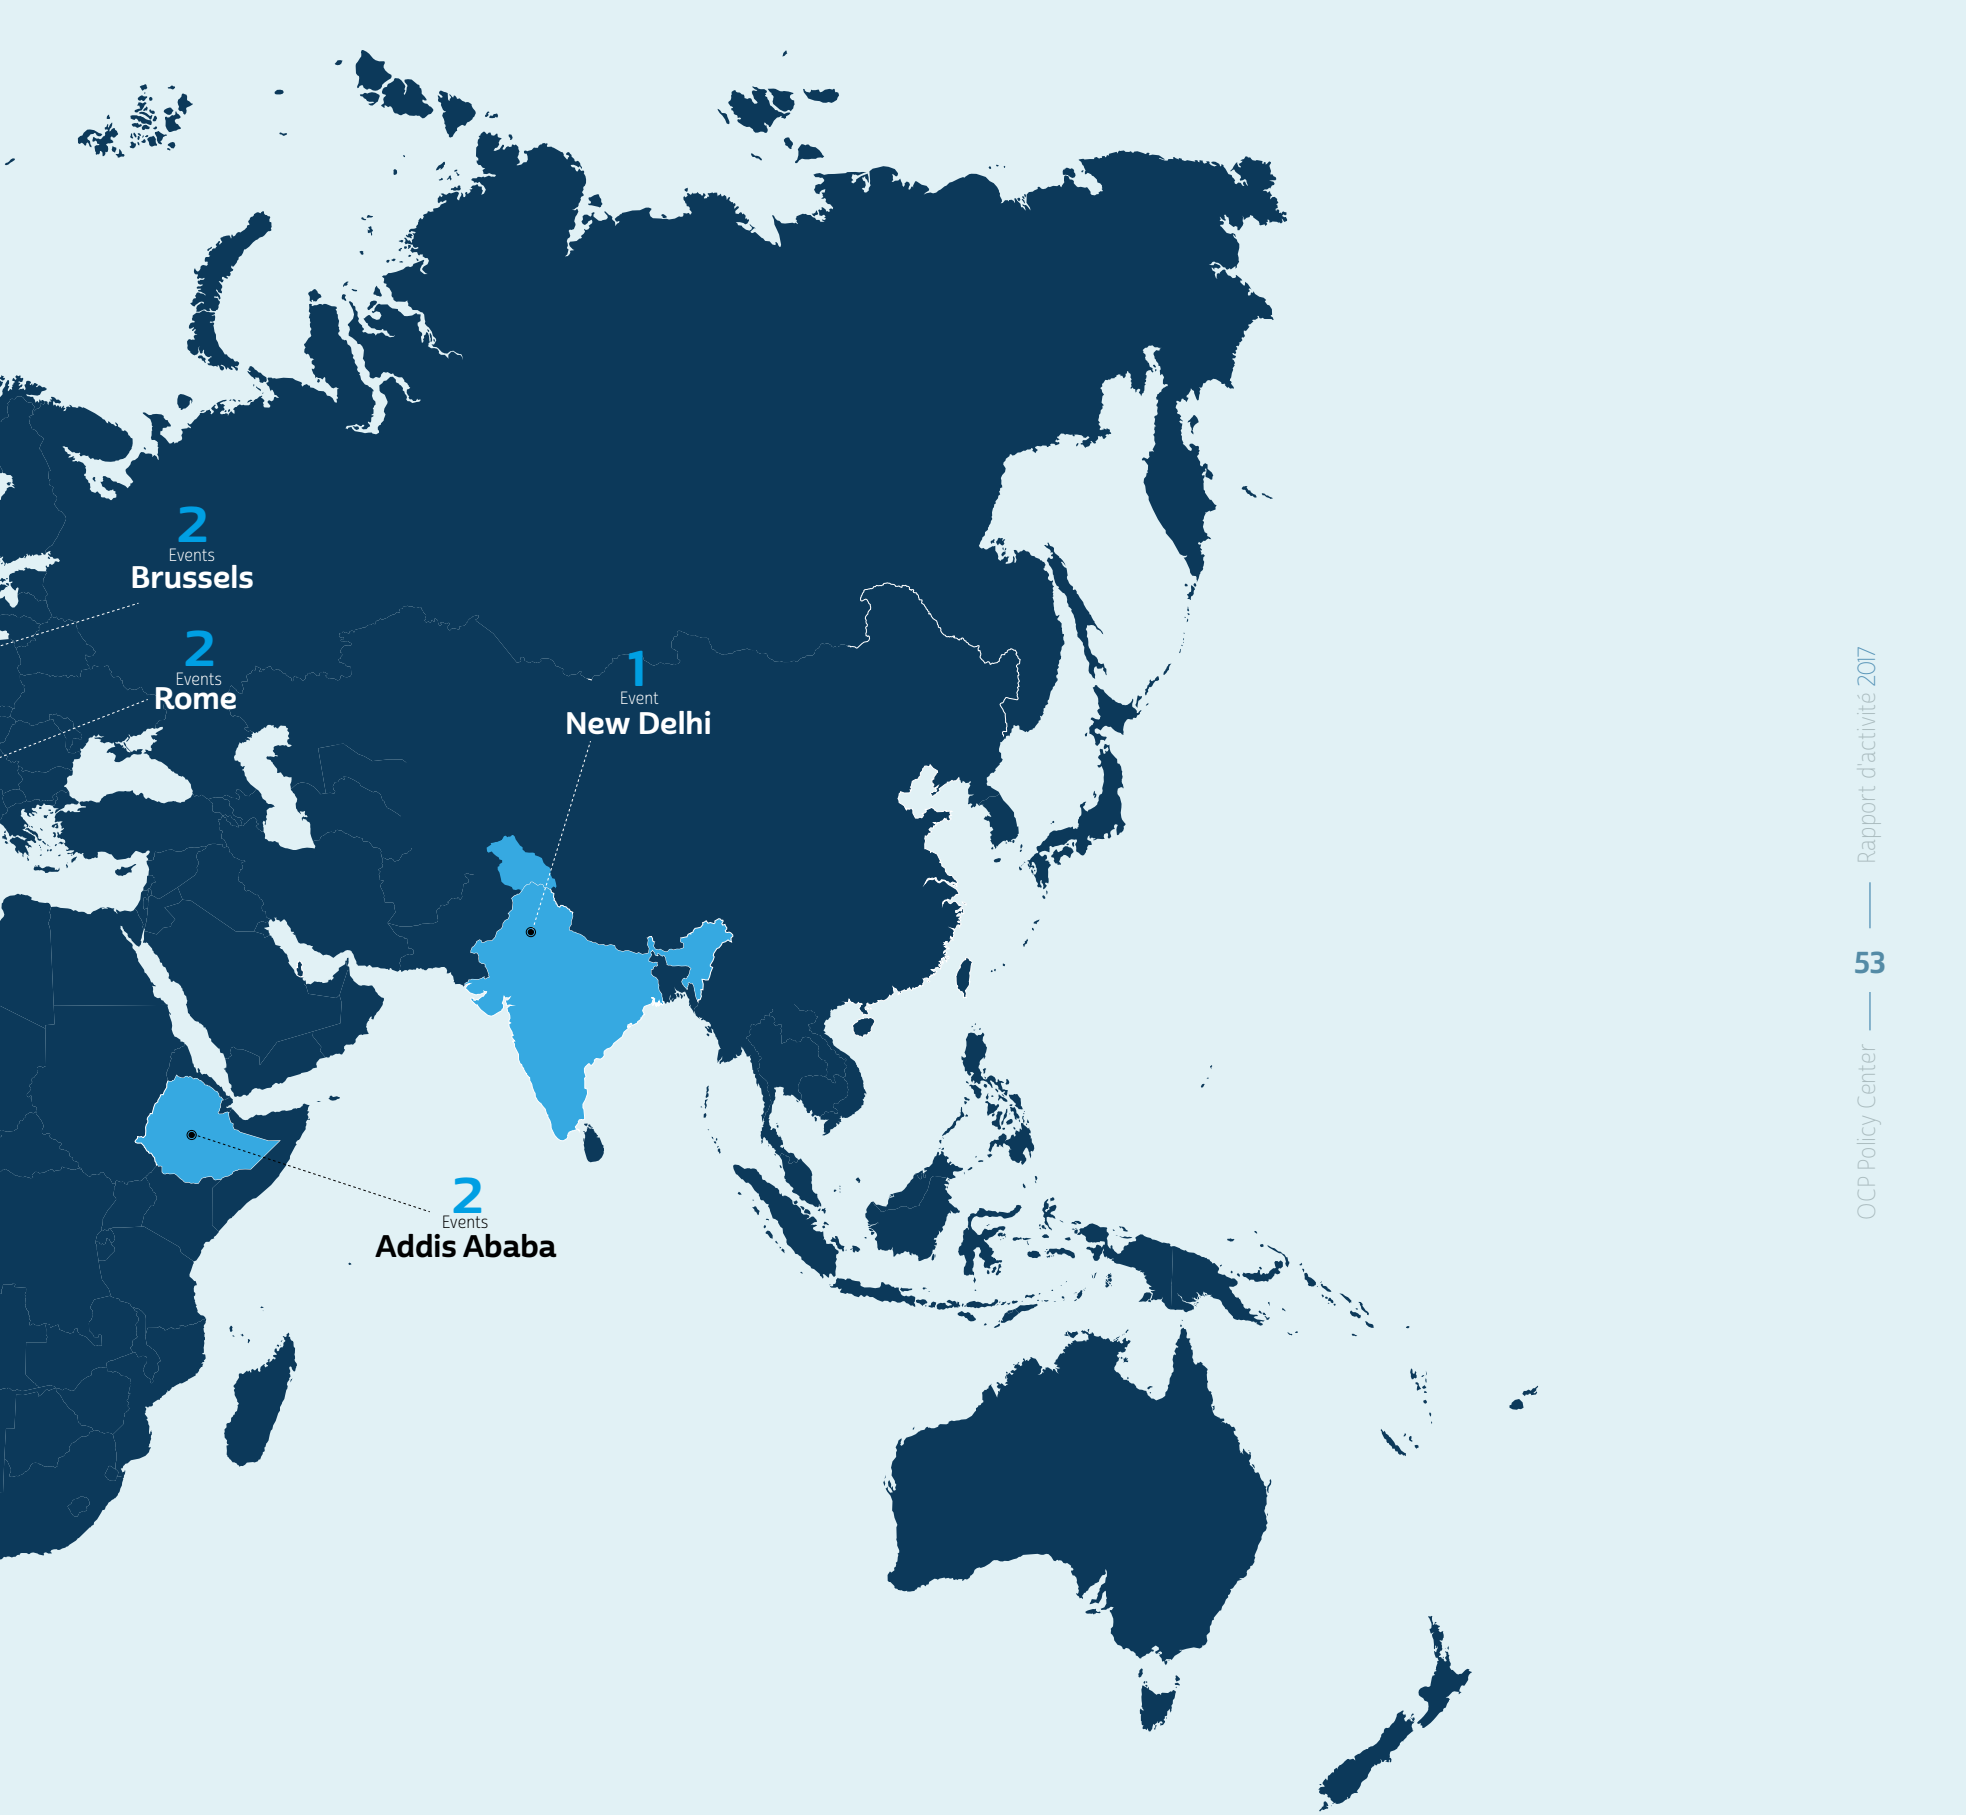 2
Events
Brussels
2
Events
Rome
1
Event
New Delhi
2
Events
Addis Ababa
OCP Policy Center — 53 — Rapport d'activité 2017